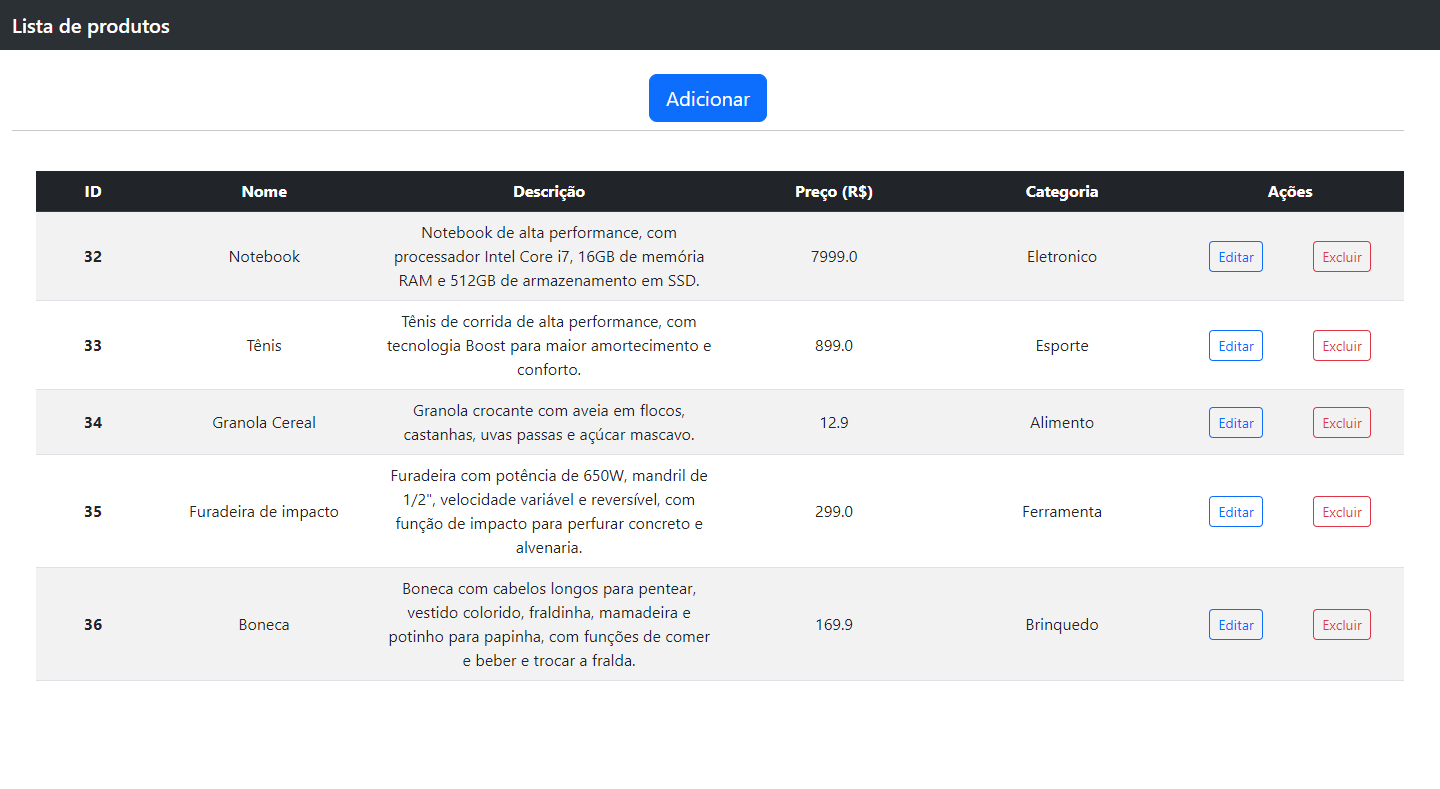 Lista de produtos
Adicionar
ID Nome Descrição Preço (R$) Categoria Ações
32 Notebook Notebook de alta performance, com
processador Intel Core i7, 16GB de memória
RAM e 512GB de armazenamento em SSD. 7999.0 Eletronico Editar Excluir
33 Tênis Tênis de corrida de alta performance, com
tecnologia Boost para maior amortecimento e
conforto. 899.0 Esporte Editar Excluir
34 Granola Cereal Granola crocante com aveia em flocos,
castanhas, uvas passas e açúcar mascavo. 12.9 Alimento Editar Excluir
35 Furadeira de impacto Furadeira com potência de 650W, mandril de
1/2", velocidade variável e reversível, com
função de impacto para perfurar concreto e
alvenaria. 299.0 Ferramenta Editar Excluir
36 Boneca Boneca com cabelos longos para pentear,
vestido colorido, fraldinha, mamadeira e
potinho para papinha, com funções de comer
e beber e trocar a fralda. 169.9 Brinquedo Editar Excluir